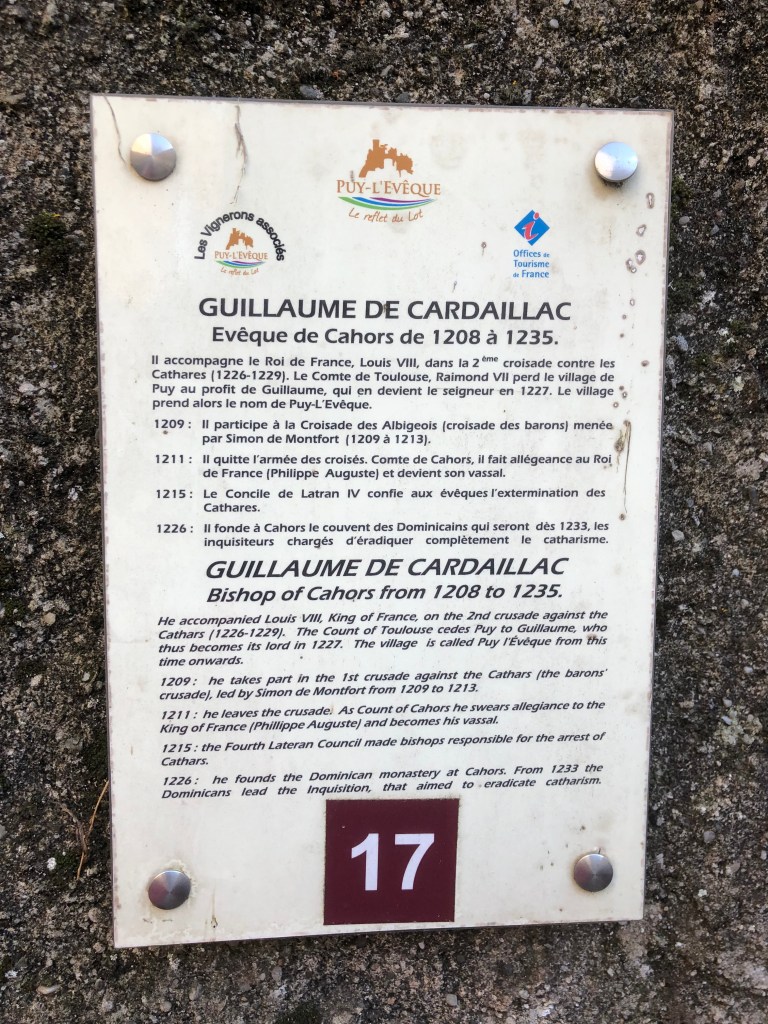 PUY-L'EVÊQUE
Le reflet du Lot
Les Vignerons associés
PUY-L'EVÊQUE
Le reflet du Lot
i
Offices de
Tourisme
de France
GUILLAUME DE CARDAILLAC
Evêque de Cahors de 1208 à 1235.
Il accompagne le Roi de France, Louis VIII, dans la 2ème croisade contre les
Cathares (1226-1229). Le Comte de Toulouse, Raimond VII perd le village de
Puy au profit de Guillaume, qui en devient le seigneur en 1227. Le village
prend alors le nom de Puy-L'Evêque.
1209 : Il participe à la Croisade des Albigeois (croisade des barons) menée
par Simon de Montfort (1209 à 1213).
1211 : Il quitte l'armée des croisés. Comte de Cahors, il fait allégeance au Roi
de France (Philippe Auguste) et devient son vassal.
1215 : Le Concile de Latran IV confie aux évêques l'extermination des
Cathares.
1226 : Il fonde à Cahors le couvent des Dominicains qui seront dès 1233, les
inquisiteurs chargés d'éradiquer complètement le catharisme.
GUILLAUME DE CARDAILLAC
Bishop of Cahors from 1208 to 1235.
He accompanied Louis VIII, King of France, on the 2nd crusade against the
Cathars (1226-1229). The Count of Toulouse cedes Puy to Guillaume, who
thus becomes its lord in 1227. The village is called Puy l'Évêque from this
time onwards.
1209 : he takes part in the 1st crusade against the Cathars (the barons'
crusade), led by Simon de Montfort from 1209 to 1213.
1211 : he leaves the crusade. As Count of Cahors he swears allegiance to the
King of France (Phillippe Auguste) and becomes his vassal.
1215 : the Fourth Lateran Council made bishops responsible for the arrest of
Cathars.
1226 : he founds the Dominican monastery at Cahors. From 1233 the
Dominicans lead the Inquisition, that aimed to eradicate catharism.
17